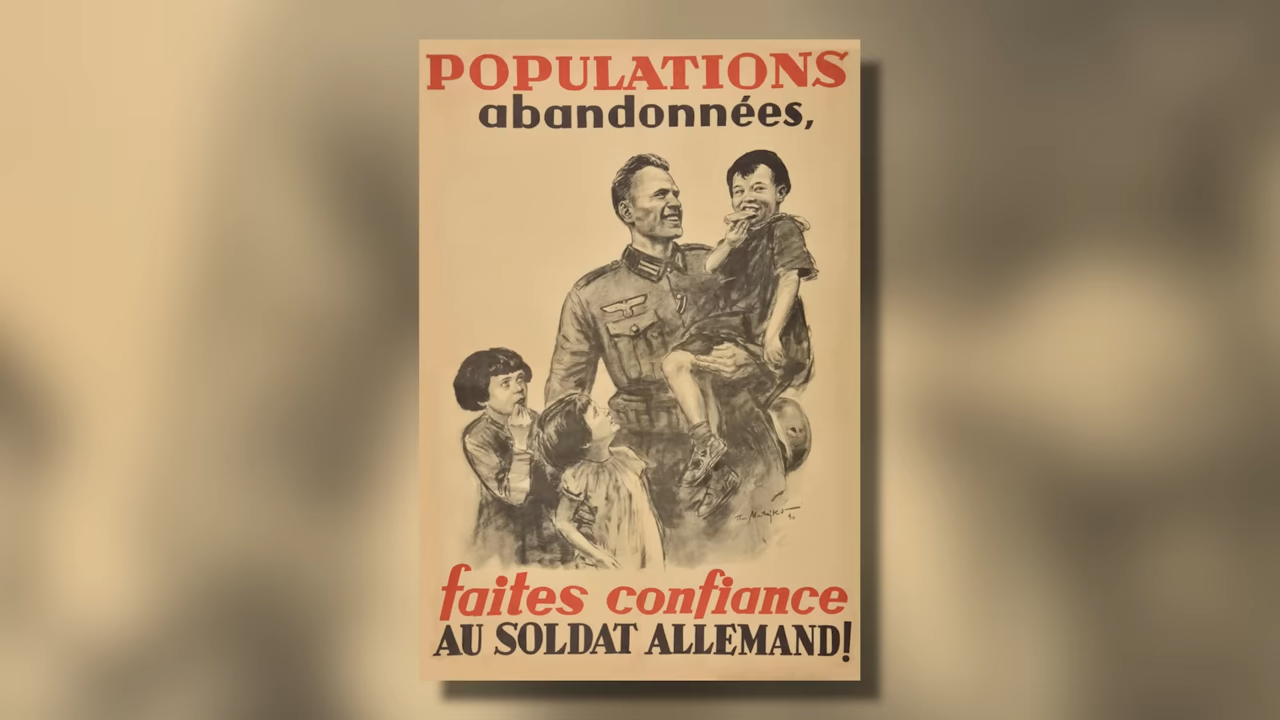 POPULATIONS
abandonnées,
faites confiance
AU SOLDAT ALLEMAND!